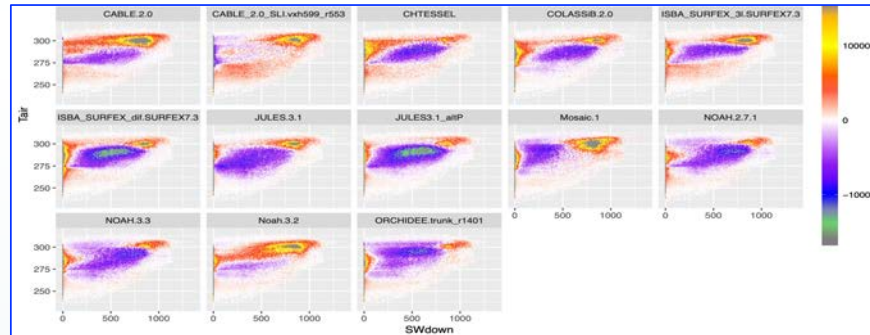 CABLE.2.0 CABLE_2.0_SLI.vxh599_r553 CHTESSEL COLASSiB.2.0 ISBA_SURFEX_3l.SURFEX7.3
300
275
250
10000
0
-1000
ISBA_SURFEX_dif.SURFEX7.3 JULES.3.1 JULES3.1_altP Mosaic.1 NOAH.2.7.1
Tair
300
275
250
0 500 1000 0 500 1000
NOAH.3.3 Noah.3.2 ORCHIDEE.trunk_r1401
300
275
250
0 500 1000 0 500 1000 0 500 1000
SWdown